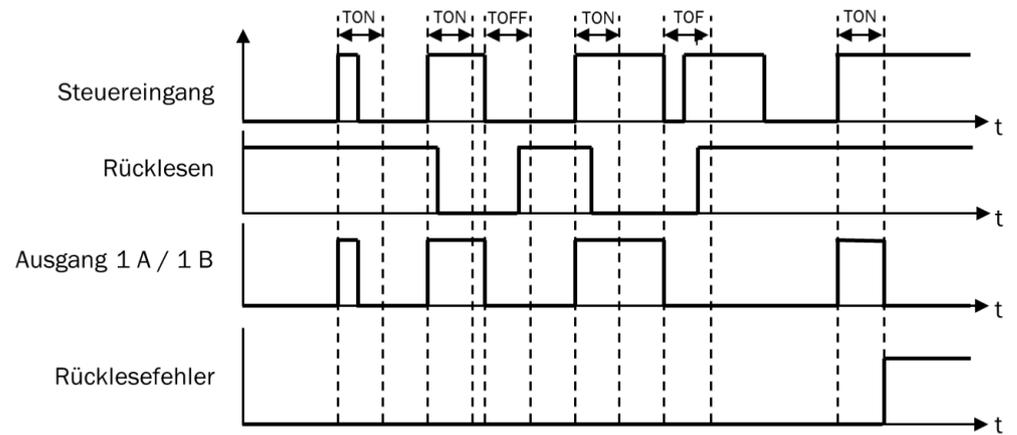 TON TON TOFF TON TOF TON
Steuereingang
t
Rücklesen
t
Ausgang 1 A / 1 B
t
Rücklesefehler
t